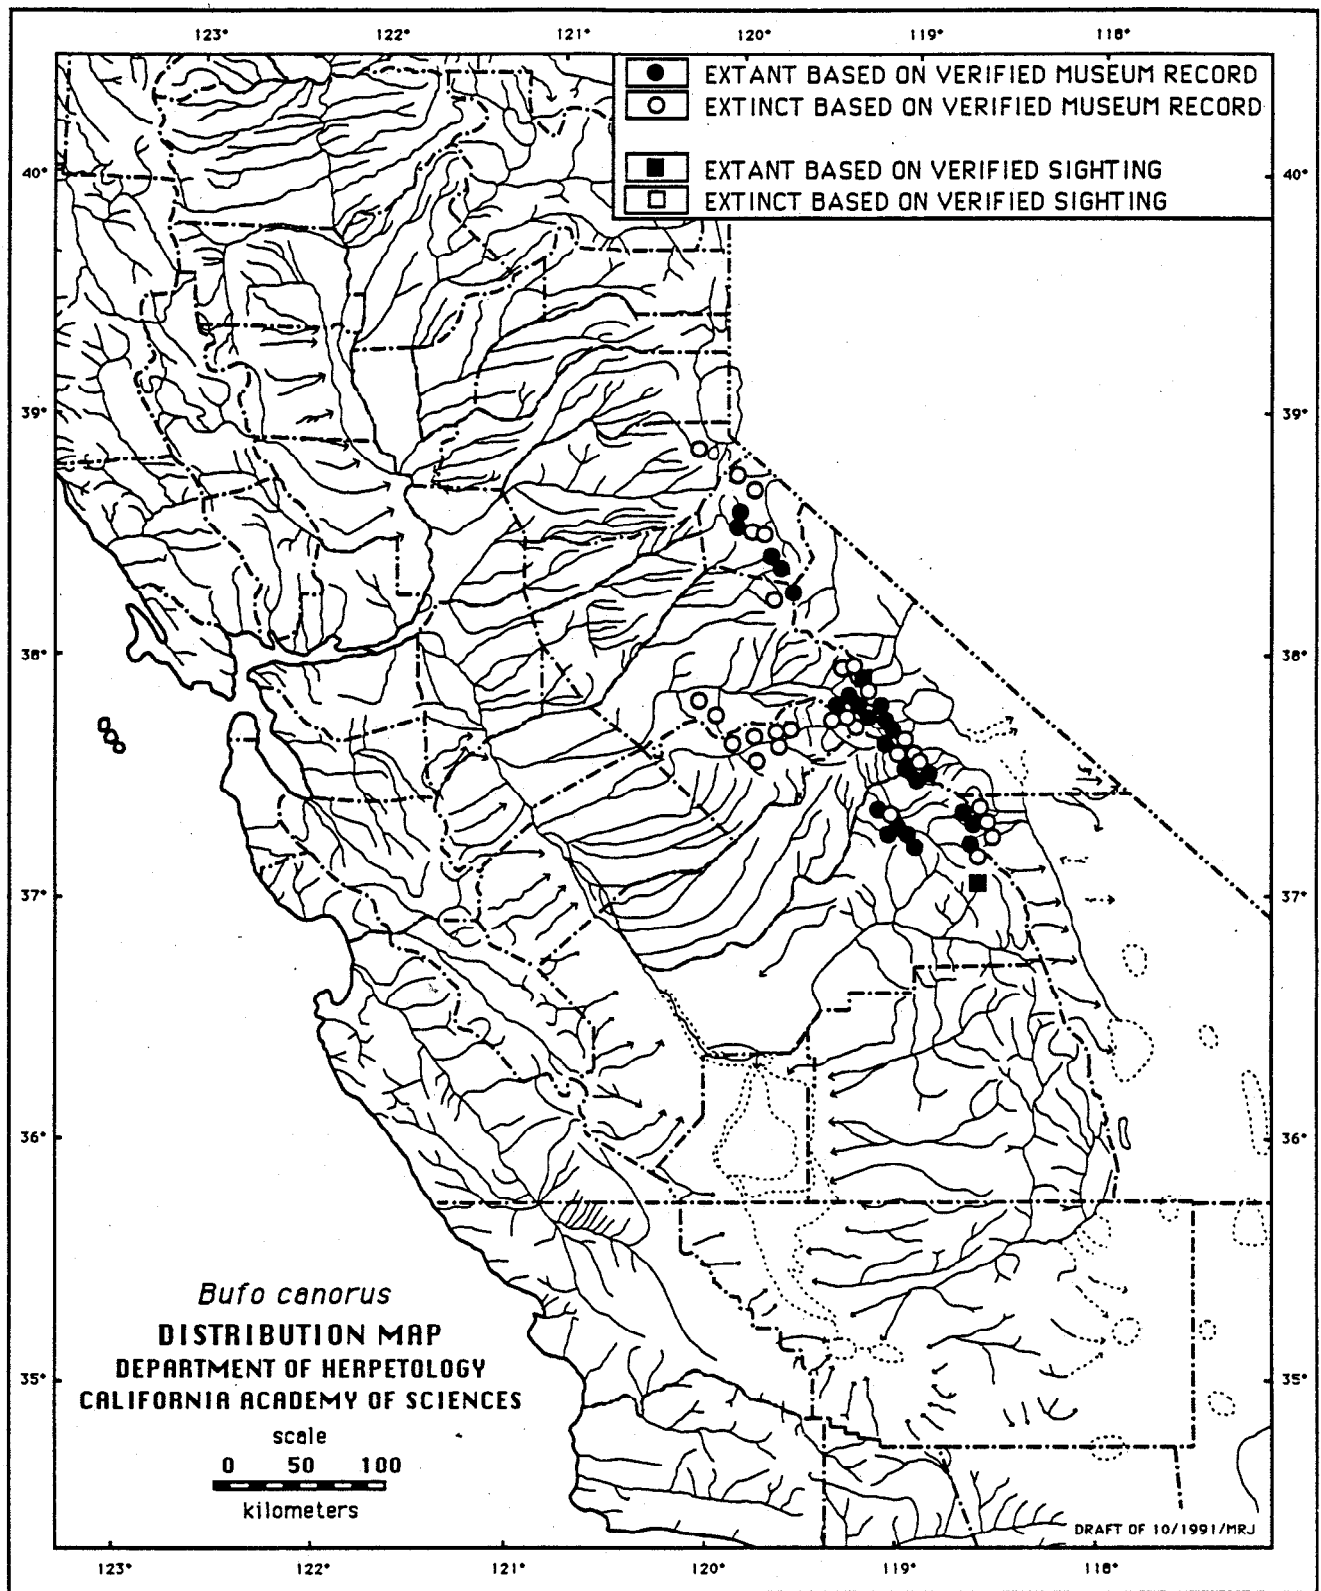 123° 122° 121° 120° 119° 118°
EXTANT BASED ON VERIFIED MUSEUM RECORD
EXTINCT BASED ON VERIFIED MUSEUM RECORD
EXTANT BASED ON VERIFIED SIGHTING
EXTINCT BASED ON VERIFIED SIGHTING
40° 40°
39° 39°
38° 38°
37° 37°
36° 36°
35° 35°
Bufo canorus
DISTRIBUTION MAP
DEPARTMENT OF HERPETOLOGY
CALIFORNIA ACADEMY OF SCIENCES
scale
0 50 100
kilometers
DRAFT OF 10/1991/MRJ
123° 122° 121° 120° 119° 118°